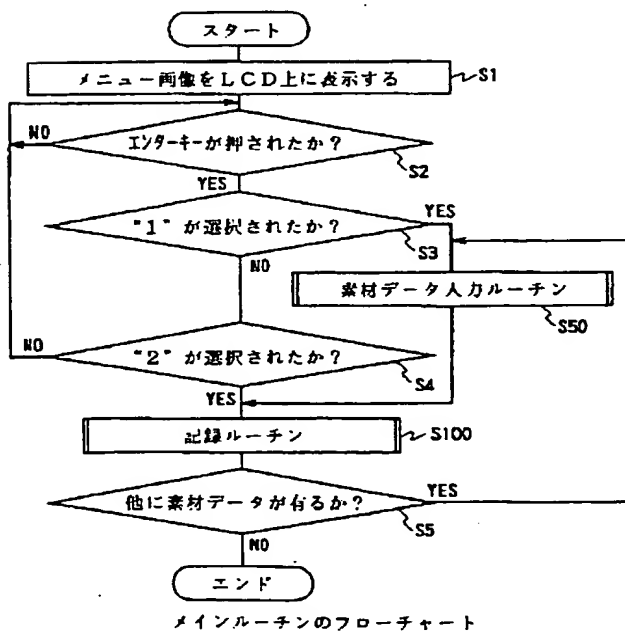 スタート
メニュー画像をLCD上に表示する
S1
NO
エンターキーが押されたか？
S2
YES
"1"が選択されたか？
YES
S3
NO
素材データ入力ルーチン
S50
NO
"2"が選択されたか？
S4
YES
記録ルーチン
S100
他に素材データが有るか？
YES
S5
NO
エンド
メインルーチンのフローチャート